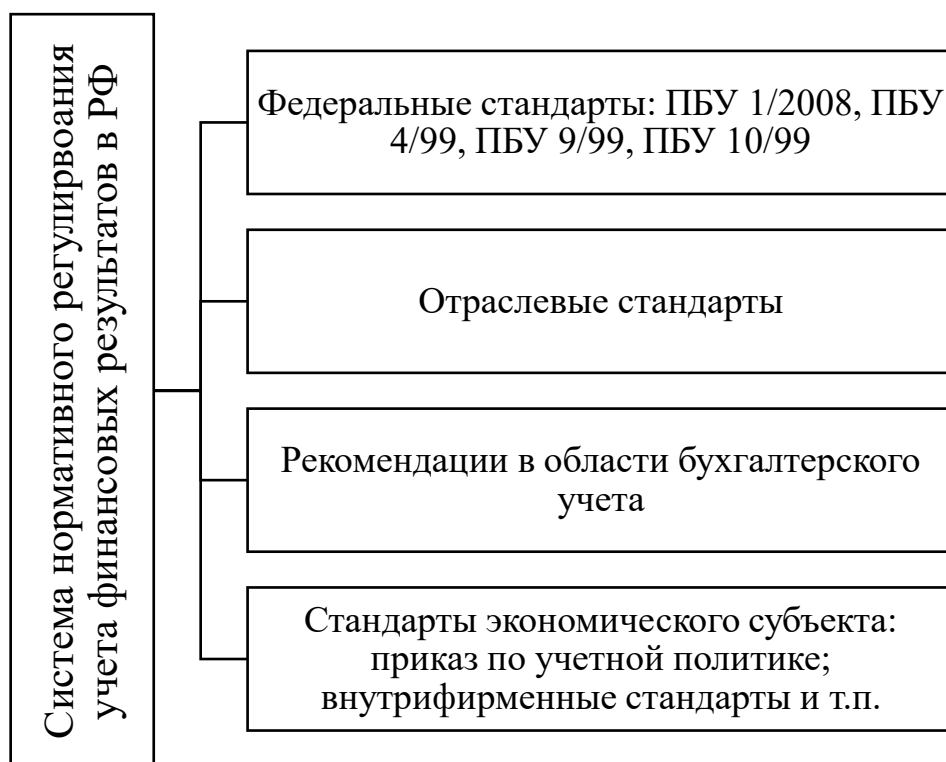 Система нормативного регулирвоания
учета финансовых результатов в РФ
Федеральные стандарты: ПБУ 1/2008, ПБУ
4/99, ПБУ 9/99, ПБУ 10/99
Отраслевые стандарты
Рекомендации в области бухгалтерского
учета
Стандарты экономического субъекта:
приказ по учетной политике;
внутрифирменные стандарты и т.п.